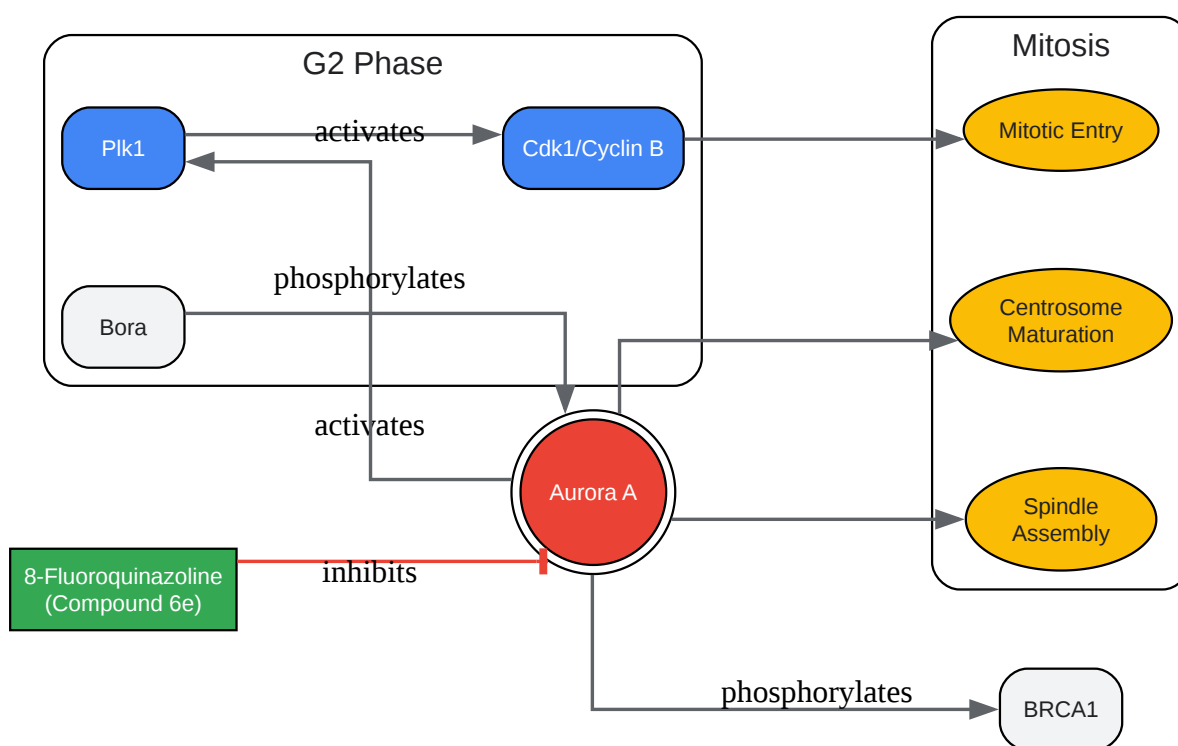 G2 Phase
Mitosis
Plk1
activates
Cdk1/Cyclin B
Mitotic Entry
phosphorylates
Bora
Centrosome
Maturation
activates
Aurora A
Spindle
Assembly
8-Fluoroquinazoline
(Compound 6e)
inhibits
phosphorylates
BRCA1